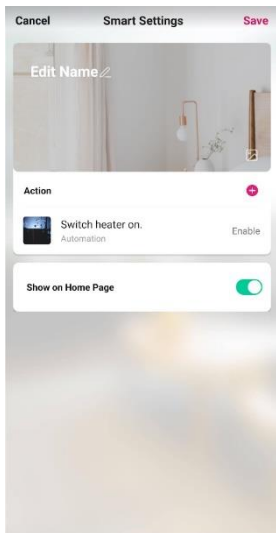 Cancel Smart Settings Save
Edit Name
Action
Switch heater on. Enable
Automation
Show on Home Page